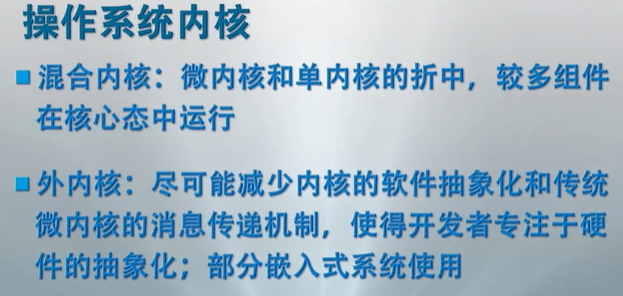 操作系统内核
混合内核：微内核和单内核的折中，较多组件
在核心态中运行
外内核：尽可能减少内核的软件抽象化和传统
微内核的消息传递机制，使得开发者专注于硬
件的抽象化；部分嵌入式系统使用